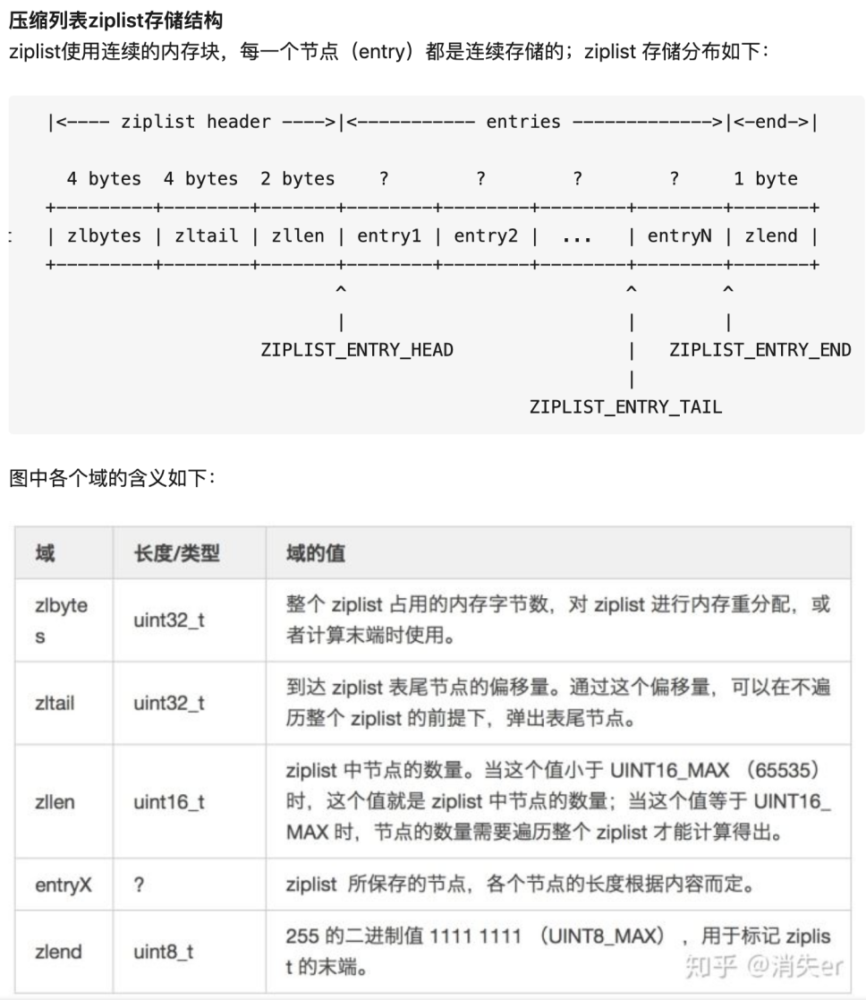 压缩列表ziplist存储结构
ziplist使用连续的内存块，每一个节点（entry）都是连续存储的；ziplist 存储分布如下：
|<---- ziplist header ---->|<----------- entries ------------->|<-end->|
4 bytes 4 bytes 2 bytes ? ? ? ? 1 byte
+---------+--------+-------+--------+--------+--------+--------+-------+
| zlbytes | zltail | zllen | entry1 | entry2 | ... | entryN | zlend |
+---------+--------+-------+--------+--------+--------+--------+-------+
^ ^ ^
| | |
ZIPLIST_ENTRY_HEAD | ZIPLIST_ENTRY_END
|
ZIPLIST_ENTRY_TAIL
图中各个域的含义如下：
域 长度/类型 域的值
zlbyte
s
uint32_t
整个 ziplist 占用的内存字节数，对 ziplist 进行内存重分配，或
者计算末端时使用。
zltail
uint32_t
到达 ziplist 表尾节点的偏移量。通过这个偏移量，可以在不遍
历整个 ziplist 的前提下，弹出表尾节点。
zllen
uint16_t
ziplist 中节点的数量。当这个值小于 UINT16_MAX （65535）
时，这个值就是 ziplist 中节点的数量；当这个值等于 UINT16_
MAX 时，节点的数量需要遍历整个 ziplist 才能计算得出。
entryX ? ziplist 所保存的节点，各个节点的长度根据内容而定。
zlend
uint8_t
255 的二进制值 1111 1111 （UINT8_MAX） ，用于标记 ziplis
t 的末端。
知乎 @消失er